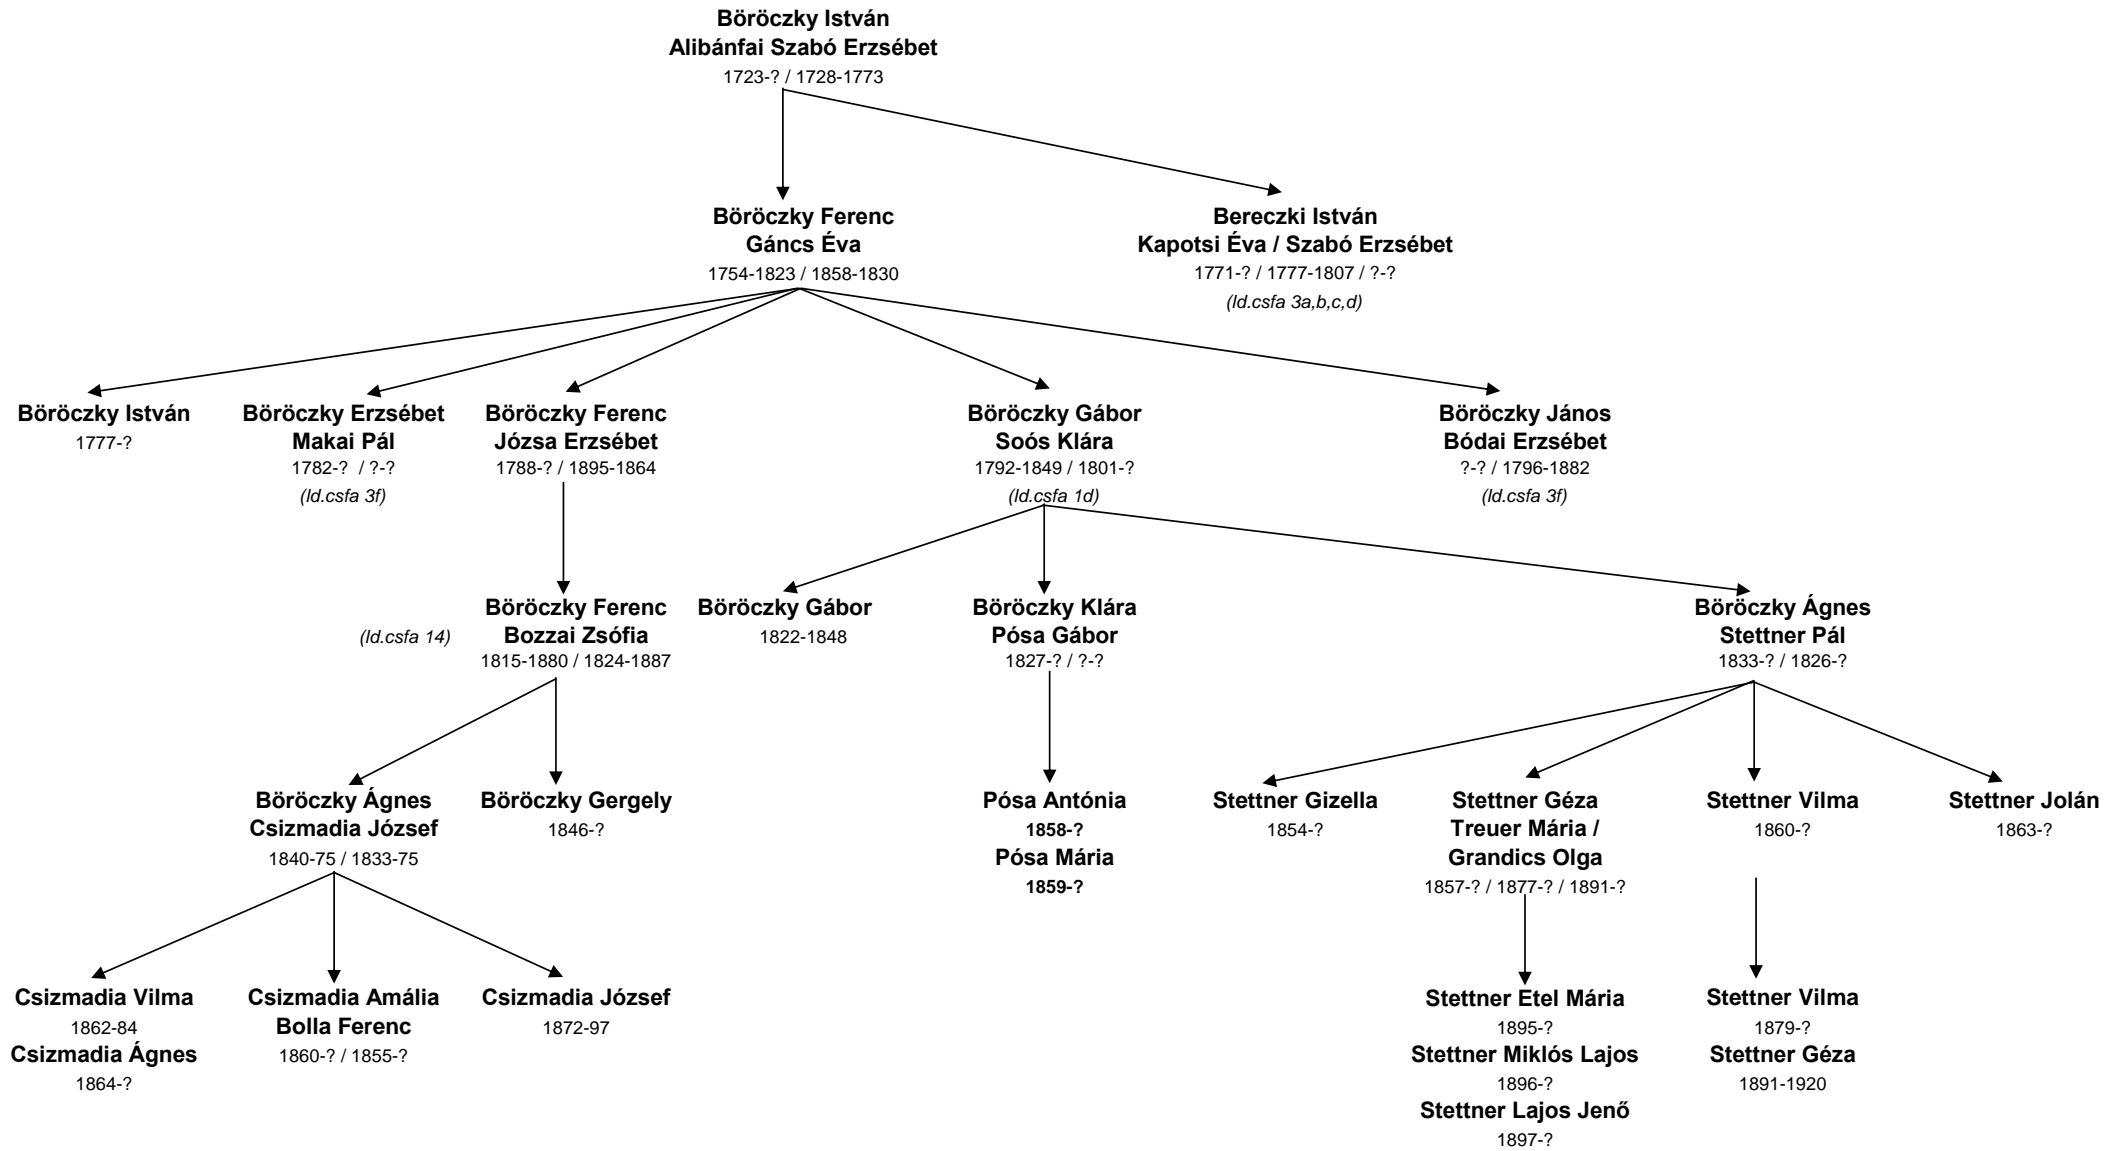 Böröczky István
Alibánfai Szabó Erzsébet
1723-? / 1728-1773
Böröczky Ferenc
Gáncs Éva
1754-1823 / 1858-1830
Bereczki István
Kapotsi Éva / Szabó Erzsébet
1771-? / 1777-1807 / ?-?
(ld.csfa 3a,b,c,d)
Böröczky István
1777-?
Böröczky Erzsébet
Makai Pál
1782-? / ?-?
(ld.csfa 3f)
Böröczky Ferenc
Józsa Erzsébet
1788-? / 1895-1864
Böröczky Gábor
Soós Klára
1792-1849 / 1801-?
(ld.csfa 1d)
Böröczky János
Bódai Erzsébet
?-? / 1796-1882
(ld.csfa 3f)
(ld.csfa 14)
Böröczky Ferenc
Bozzai Zsófia
1815-1880 / 1824-1887
Böröczky Gábor
1822-1848
Böröczky Klára
Pósa Gábor
1827-? / ?-?
Böröczky Ágnes
Stettner Pál
1833-? / 1826-?
Böröczky Ágnes
Csizmadia József
1840-75 / 1833-75
Böröczky Gergely
1846-?
Pósa Antónia
1858-?
Pósa Mária
1859-?
Stettner Gizella
1854-?
Stettner Géza
Treuer Mária /
Grandics Olga
1857-? / 1877-? / 1891-?
Stettner Vilma
1860-?
Stettner Jolán
1863-?
Csizmadia Vilma
1862-84
Csizmadia Ágnes
1864-?
Csizmadia Amália
Bolla Ferenc
1860-? / 1855-?
Csizmadia József
1872-97
Stettner Etel Mária
1895-?
Stettner Miklós Lajos
1896-?
Stettner Lajos Jenő
1897-?
Stettner Vilma
1879-?
Stettner Géza
1891-1920